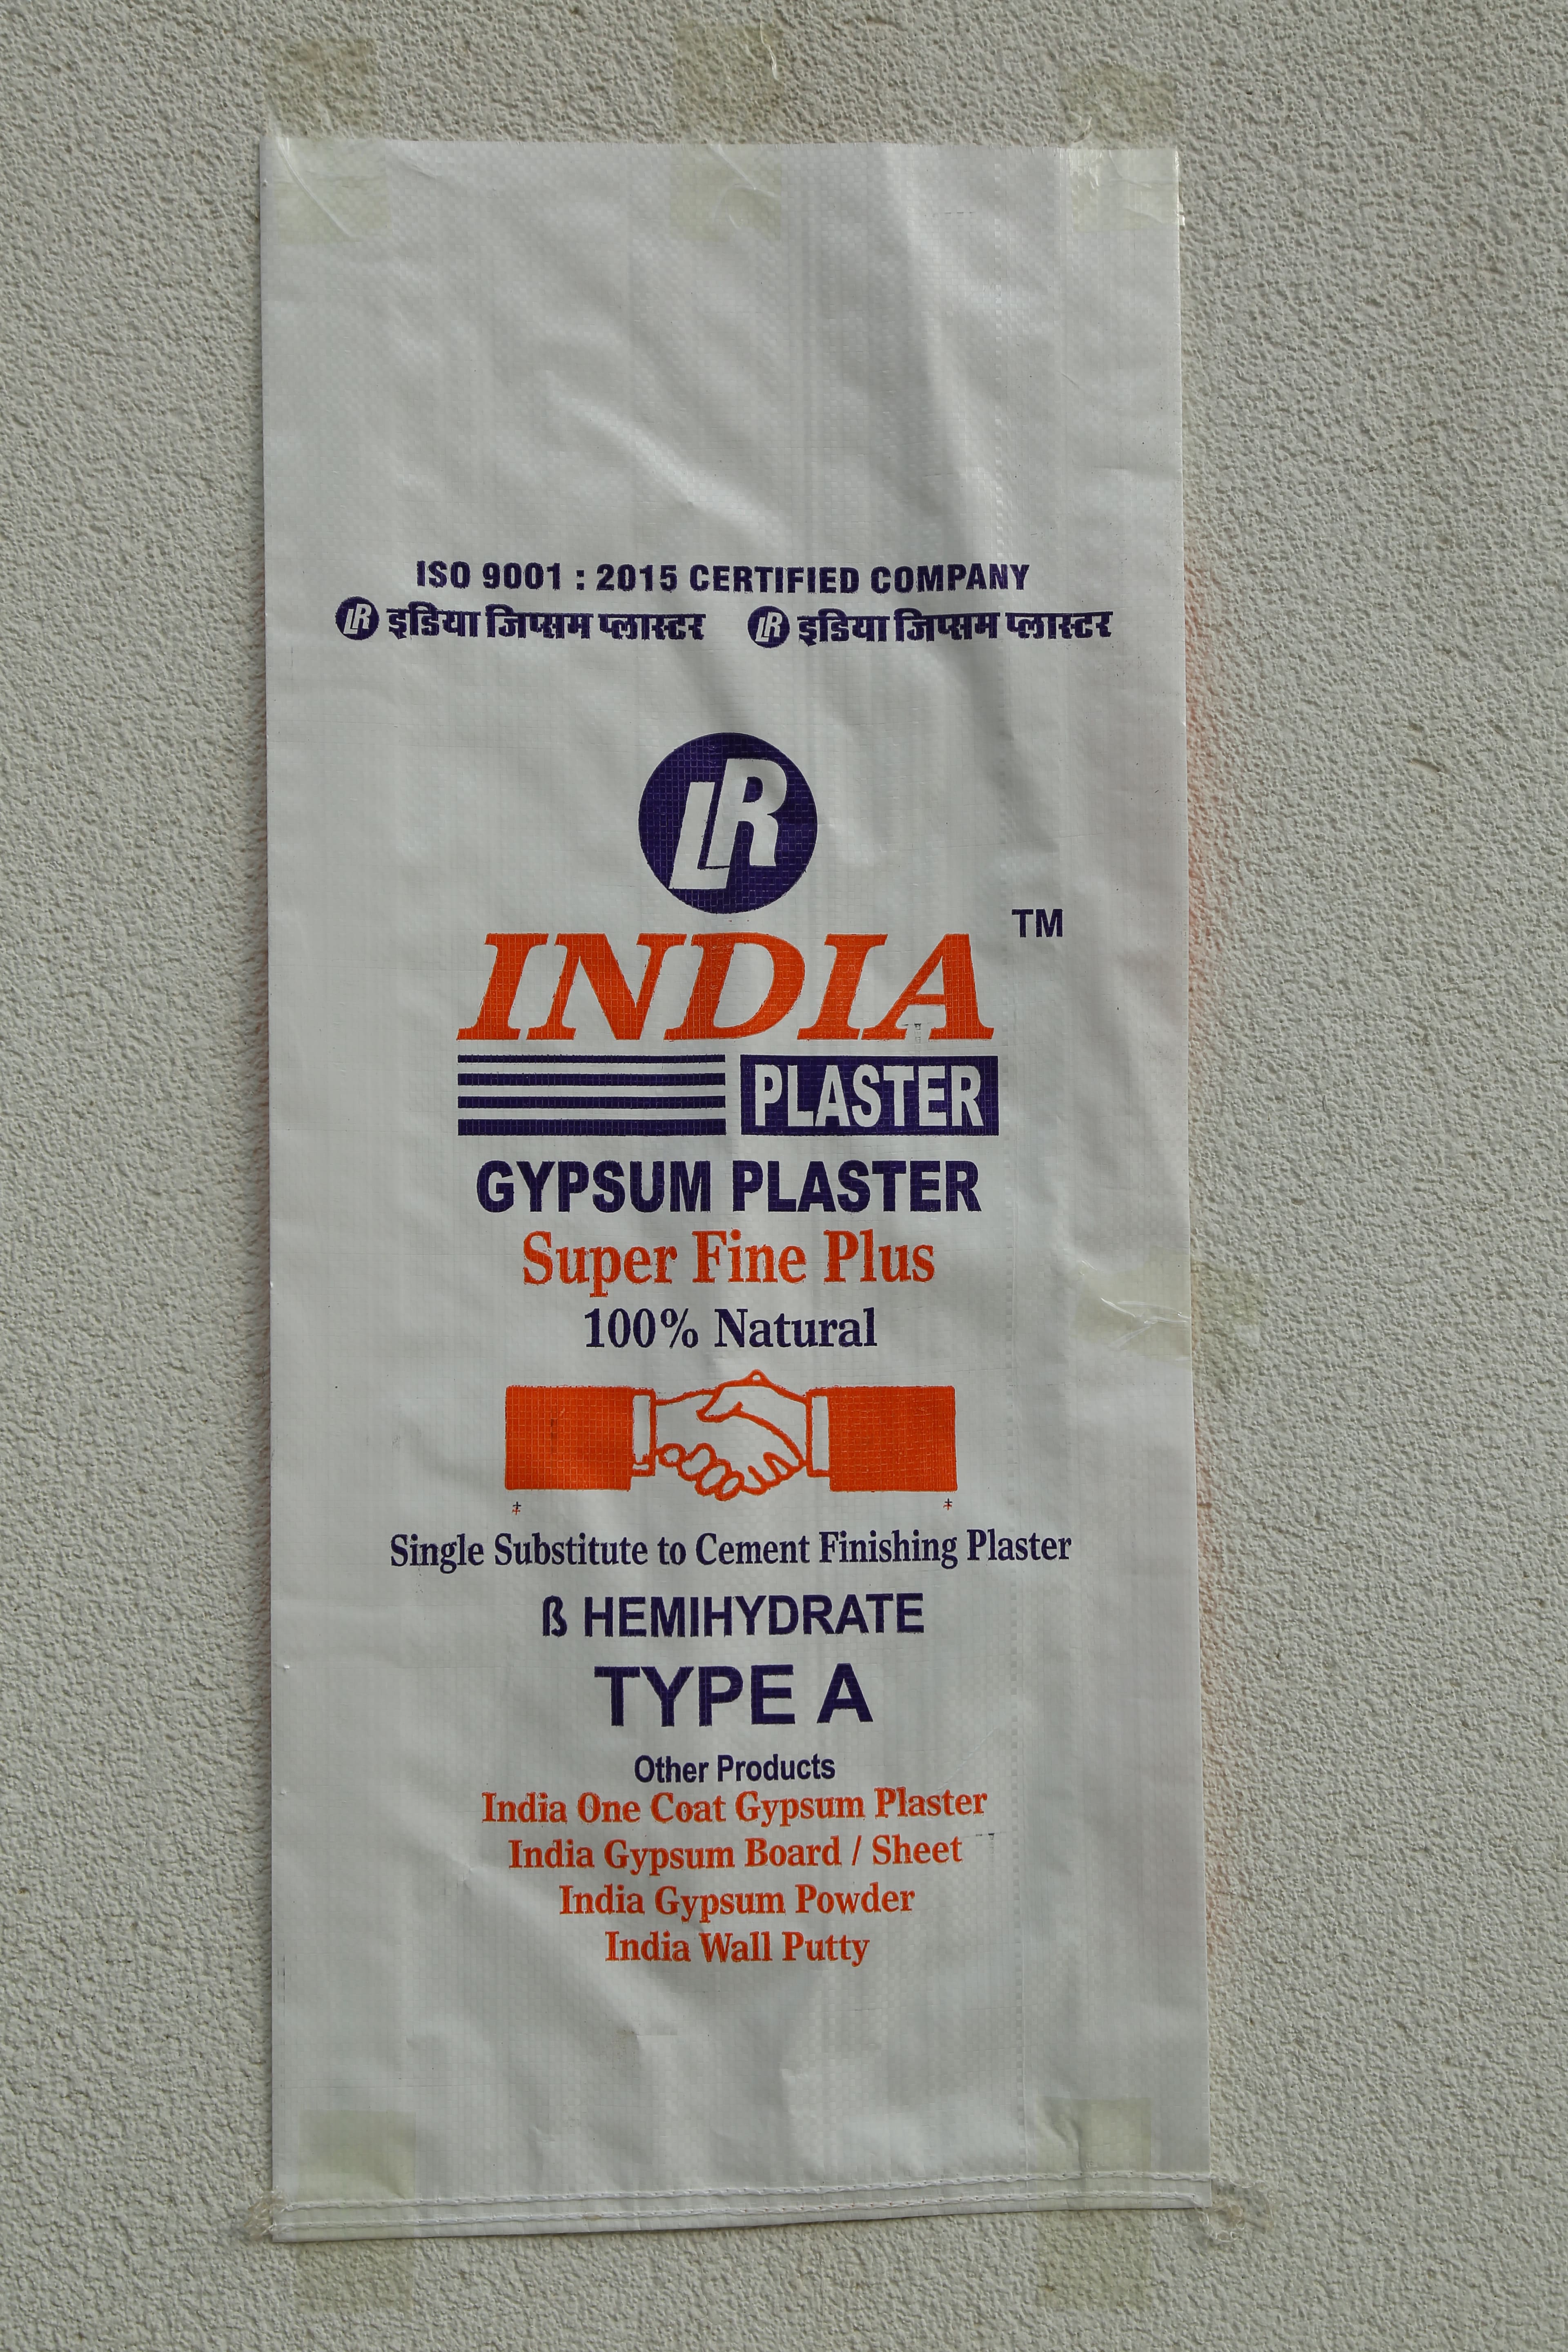 ISO 9001 : 2015 CERTIFIED COMPANY
LR इंडिया जिप्सम प्लास्टर LR इंडिया जिप्सम प्लास्टर
LR
INDIA TM
PLASTER
GYPSUM PLASTER
Super Fine Plus
100% Natural
Single Substitute to Cement Finishing Plaster
ß HEMIHYDRATE
TYPE A
Other Products
India One Coat Gypsum Plaster
India Gypsum Board / Sheet
India Gypsum Powder
India Wall Putty